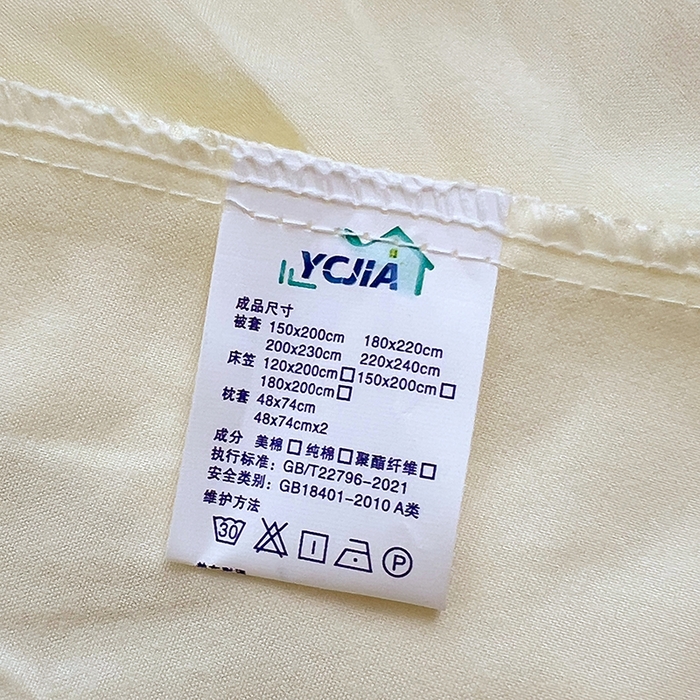 YCJIA
成品尺寸
被套 150x200cm 180x220cm
200x230cm 220x240cm
床笠 120x200cm□150x200cm□
180x200cm□
枕套 48x74cm
48x74cmx2
成分 美棉□纯棉□聚酯纤维□
执行标准：GB/T22796-2021
安全类别：GB18401-2010 A类
维护方法
30 P